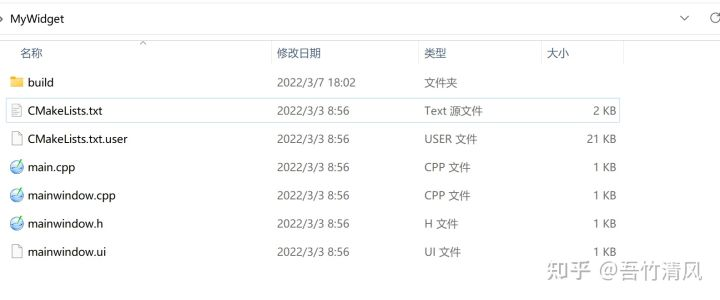 MyWidget
名称 修改日期 类型 大小
build 2022/3/7 18:02 文件夹
CMakeLists.txt 2022/3/3 8:56 Text 源文件 2 KB
CMakeLists.txt.user 2022/3/3 8:56 USER 文件 21 KB
main.cpp 2022/3/3 8:56 CPP 文件 1 KB
mainwindow.cpp 2022/3/3 8:56 CPP 文件 1 KB
mainwindow.h 2022/3/3 8:56 H 文件 1 KB
mainwindow.ui 2022/3/3 8:56 UI 文件 1 KB
知乎 @吾竹清风